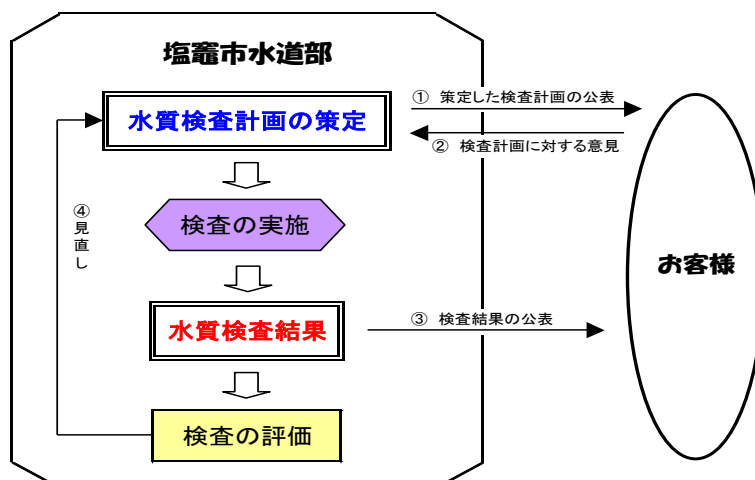 塩竈市水道部
水質検査計画の策定
① 策定した検査計画の公表
② 検査計画に対する意見
検査の実施
④見直し
お客様
水質検査結果
③ 検査結果の公表
検査の評価